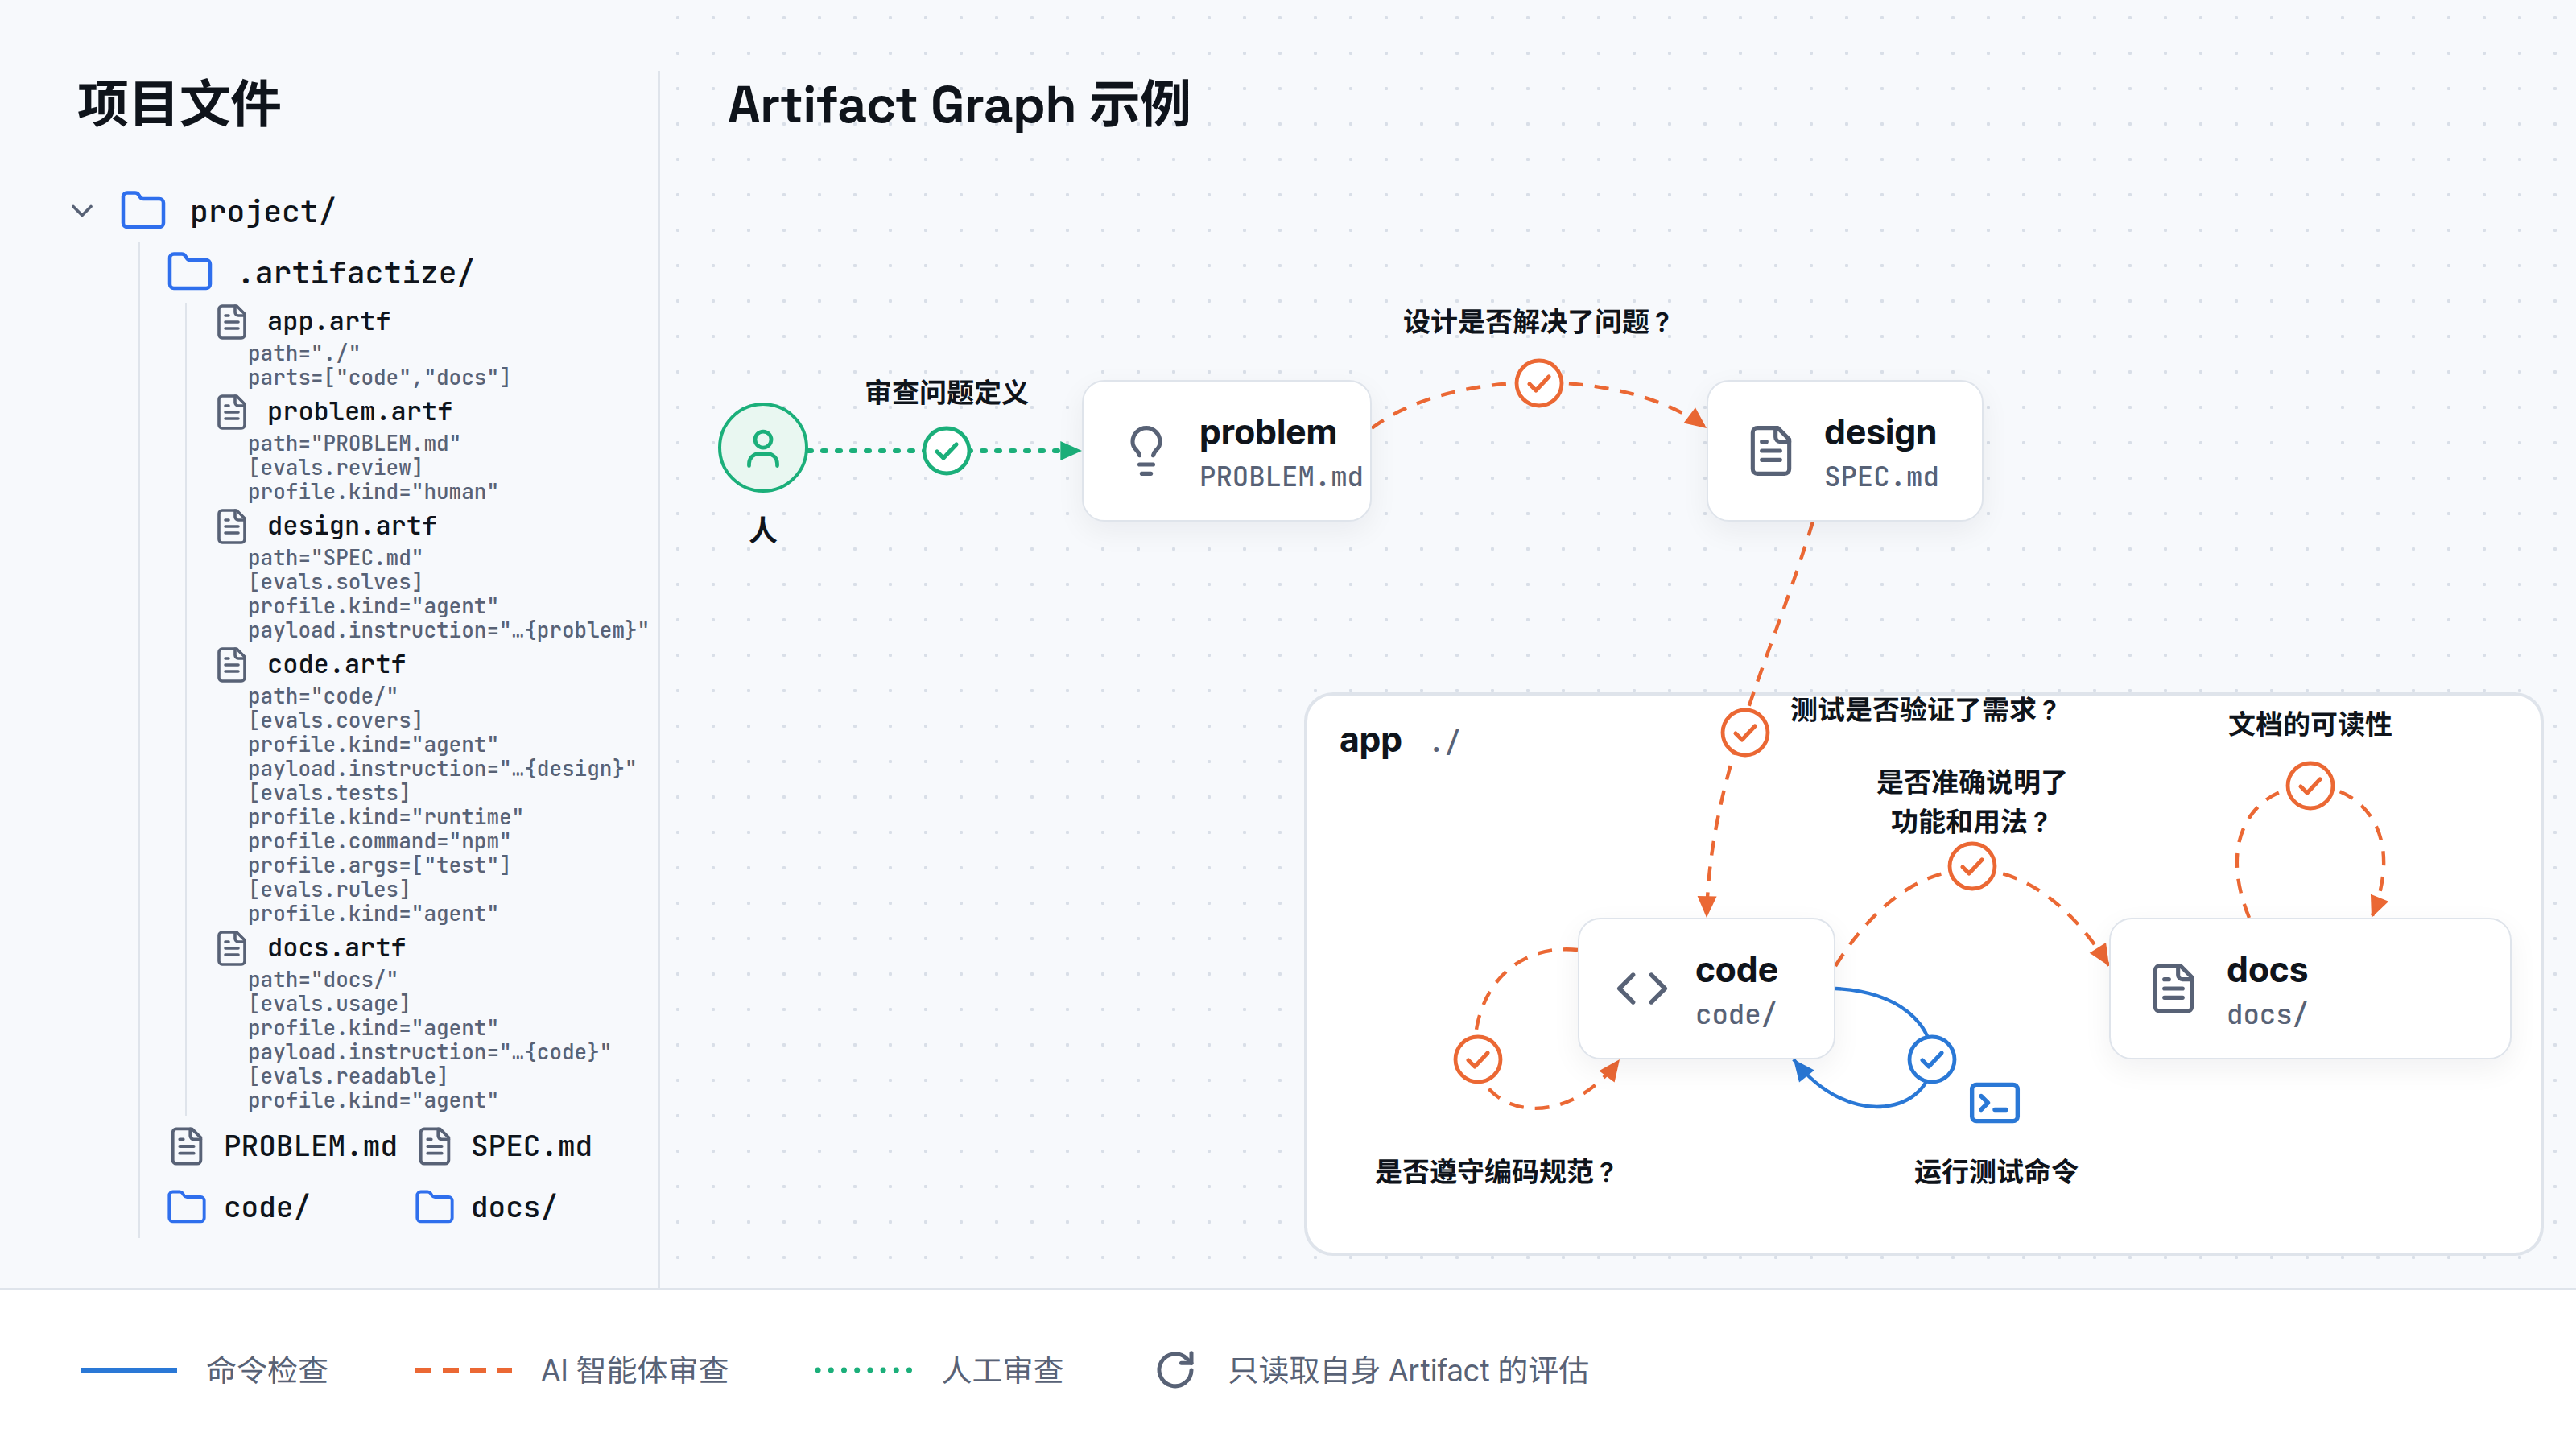 项目文件
project/
.artifactize/
app.artf
path="./"
parts=["code","docs"]
problem.artf
path="PROBLEM.md"
[evals.review]
profile.kind="human"
design.artf
path="SPEC.md"
[evals.solves]
profile.kind="agent"
payload.instruction="…{problem}"
code.artf
path="code/"
[evals.covers]
profile.kind="agent"
payload.instruction="…{design}"
[evals.tests]
profile.kind="runtime"
profile.command="npm"
profile.args=["test"]
[evals.rules]
profile.kind="agent"
docs.artf
path="docs/"
[evals.usage]
profile.kind="agent"
payload.instruction="…{code}"
[evals.readable]
profile.kind="agent"
PROBLEM.md SPEC.md
code/ docs/
Artifact Graph 示例
设计是否解决了问题？
审查问题定义
人
problem
PROBLEM.md
design
SPEC.md
app ./
测试是否验证了需求？
文档的可读性
是否准确说明了
功能和用法？
code
code/
docs
docs/
是否遵守编码规范？
运行测试命令
命令检查
AI 智能体审查
人工审查
只读取自身 Artifact 的评估